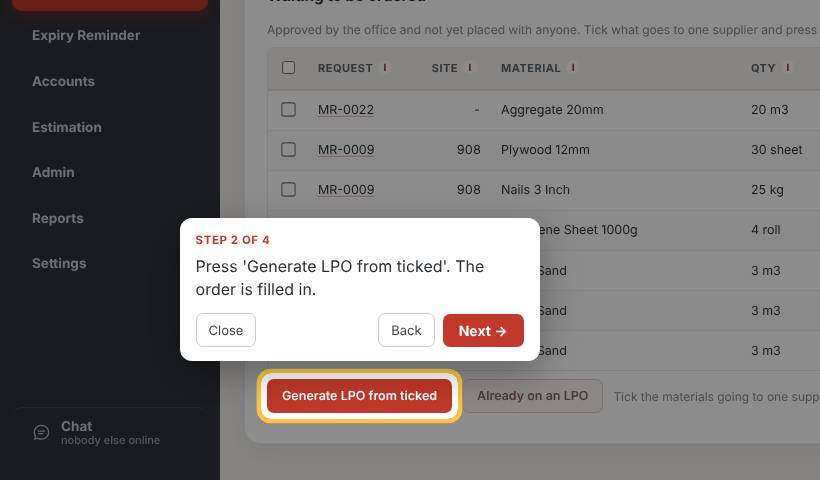 Expiry Reminder
Accounts
Estimation
Admin
Reports
Settings
Chat
nobody else online
Approved by the office and not yet placed with anyone. Tick what goes to one supplier and press
REQUEST I SITE I MATERIAL I QTY I
MR-0022 - Aggregate 20mm 20 m3
MR-0009 908 Plywood 12mm 30 sheet
MR-0009 908 Nails 3 Inch 25 kg
Sheet 1000g 4 roll
Sand 3 m3
Sand 3 m3
Sand 3 m3
STEP 2 OF 4
Press 'Generate LPO from ticked'. The
order is filled in.
Close Back Next →
Generate LPO from ticked Already on an LPO Tick the materials going to one